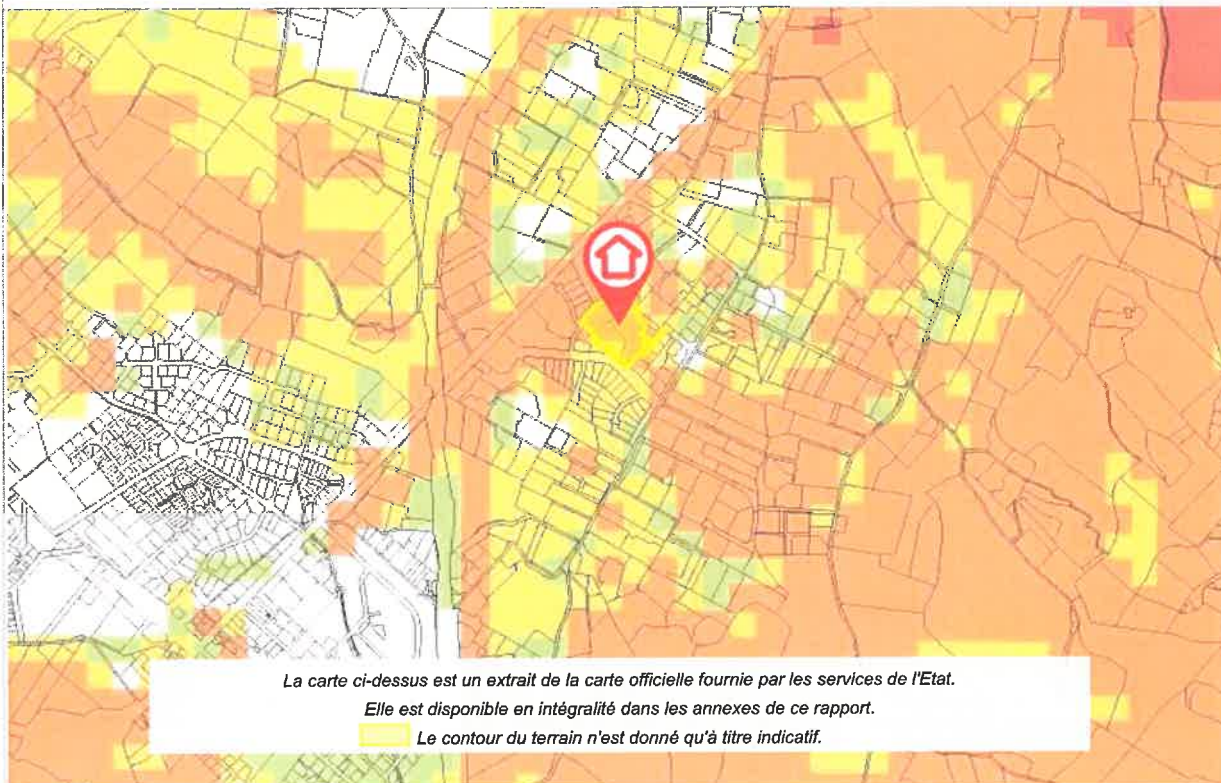 La carte ci-dessus est un extrait de la carte officielle fournie par les services de l'Etat.
Elle est disponible en intégralité dans les annexes de ce rapport.
Le contour du terrain n'est donné qu'à titre indicatif.